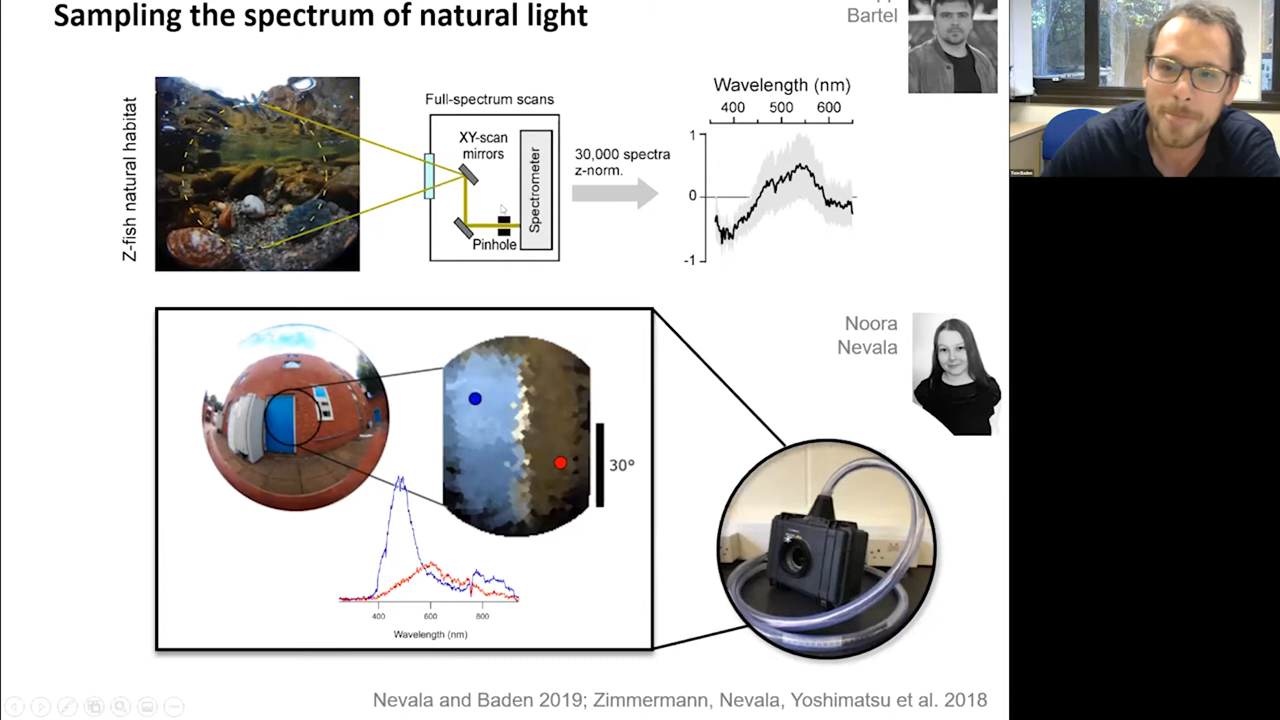 Sampling the spectrum of natural light
Bartel
Z-fish natural habitat
Full-spectrum scans
XY-scan
mirrors
Spectrometer
Pinhole
30,000 spectra
z-norm.
Wavelength (nm)
400 500 600
1
0
-1
Tom Baden
Noora
Nevala
30°
400 600 800
Wavelength (nm)
Nevala and Baden 2019; Zimmermann, Nevala, Yoshimatsu et al. 2018